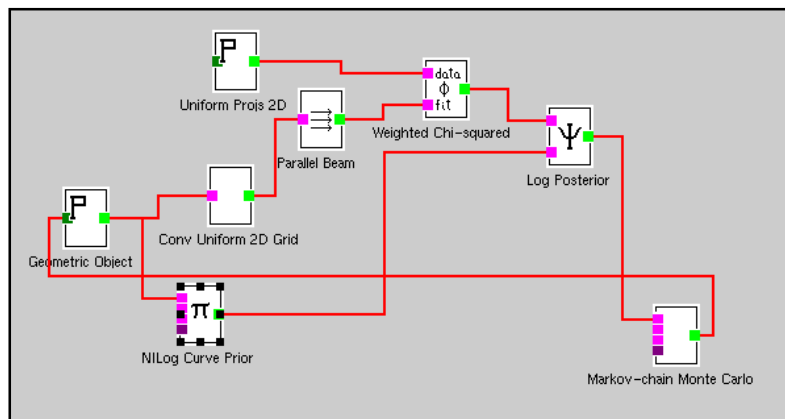 P
Uniform Projs 2D
data
Φ
fit
Weighted Chi-squared
Parallel Beam
Ψ
Log Posterior
P
Geometric Object
Conv Uniform 2D Grid
π
NILog Curve Prior
Markov-chain Monte Carlo